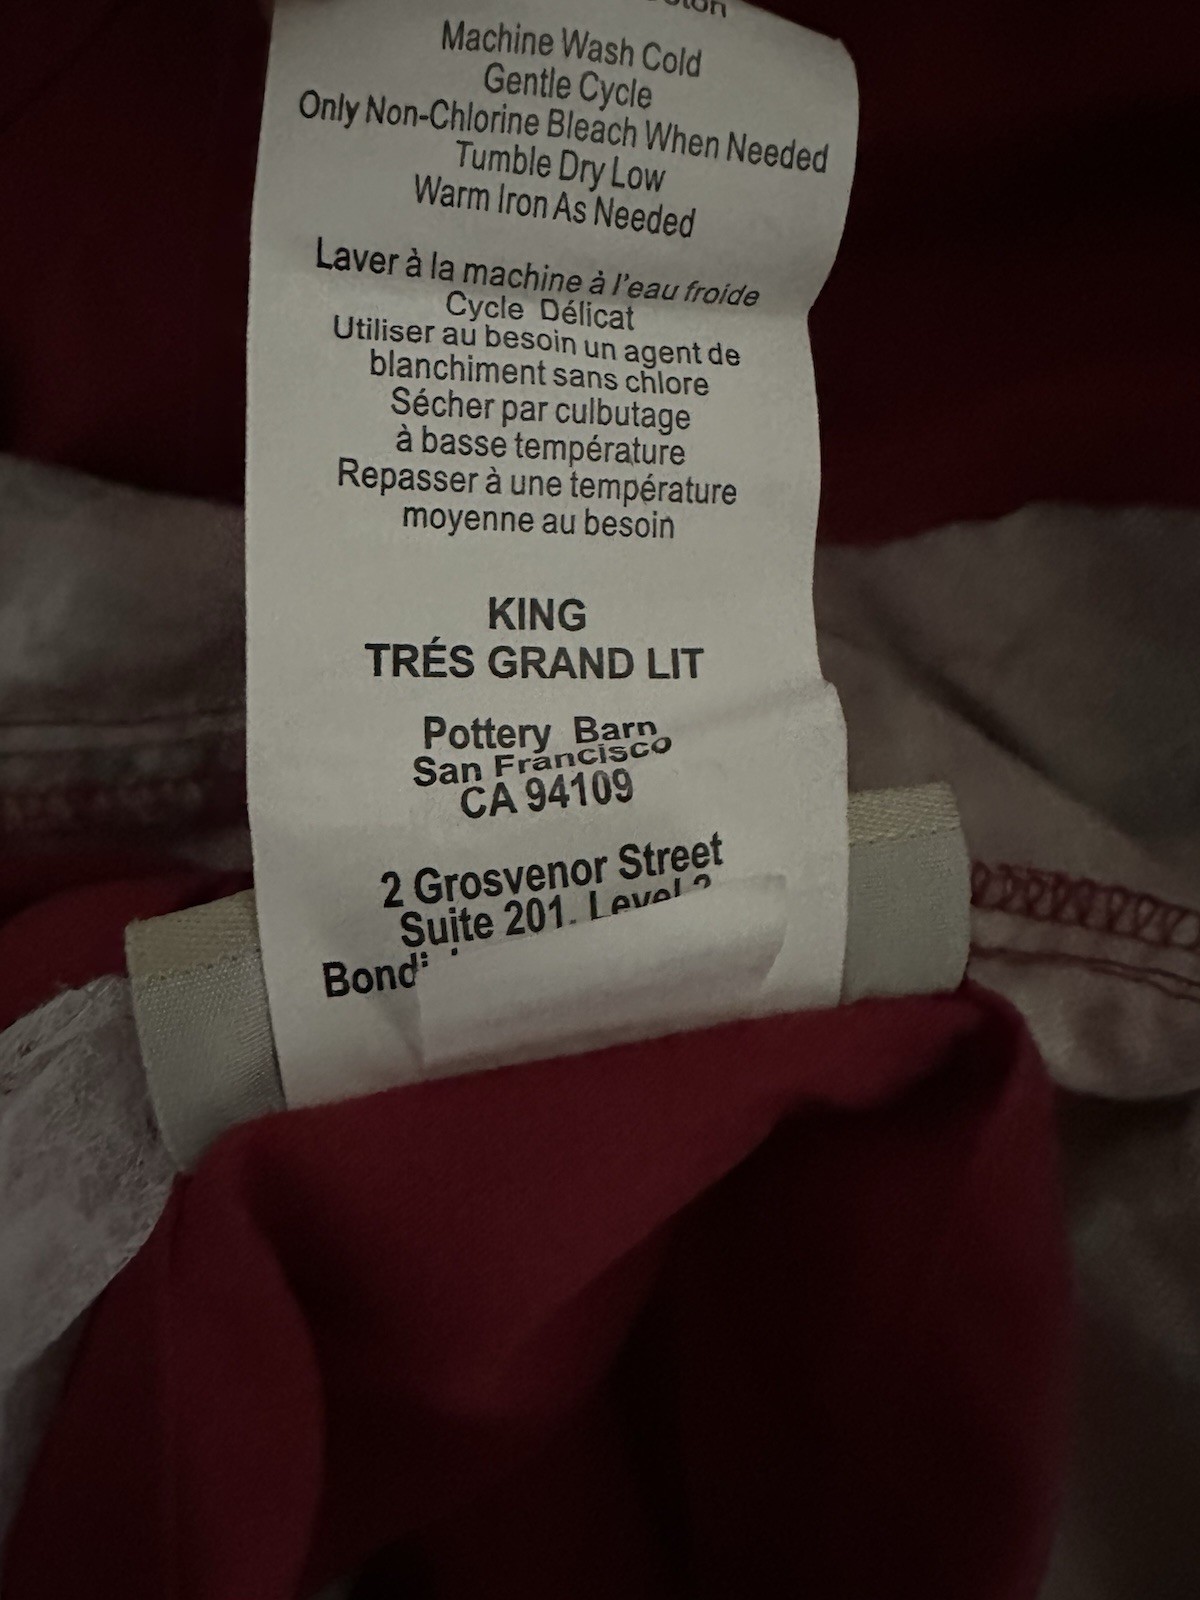 Machine Wash Cold
Gentle Cycle
Only Non-Chlorine Bleach When Needed
Tumble Dry Low
Warm Iron As Needed
Laver à la machine à l'eau froide
Cycle Délicat
Utiliser au besoin un agent de
blanchiment sans chlore
Sécher par culbutage
à basse température
Repasser à une température
moyenne au besoin
KING
TRÉS GRAND LIT
Pottery Barn
San Francisco
CA 94109
2 Grosvenor Street
Suite 201. Level